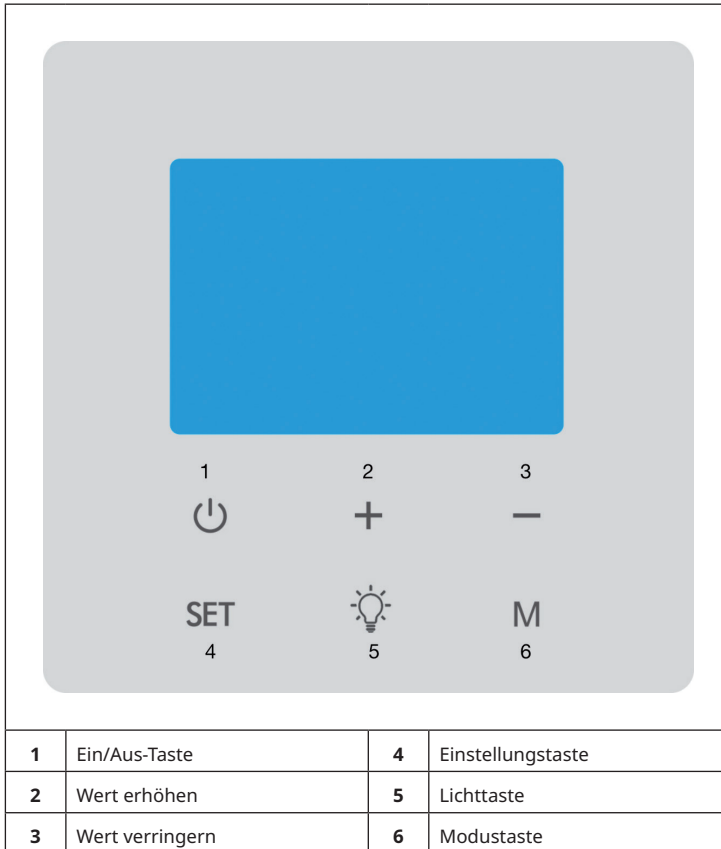 1 2 3
SET M
4 5 6
1 Ein/Aus-Taste 4 Einstellungstaste
2 Wert erhöhen 5 Lichttaste
3 Wert verringern 6 Modustaste